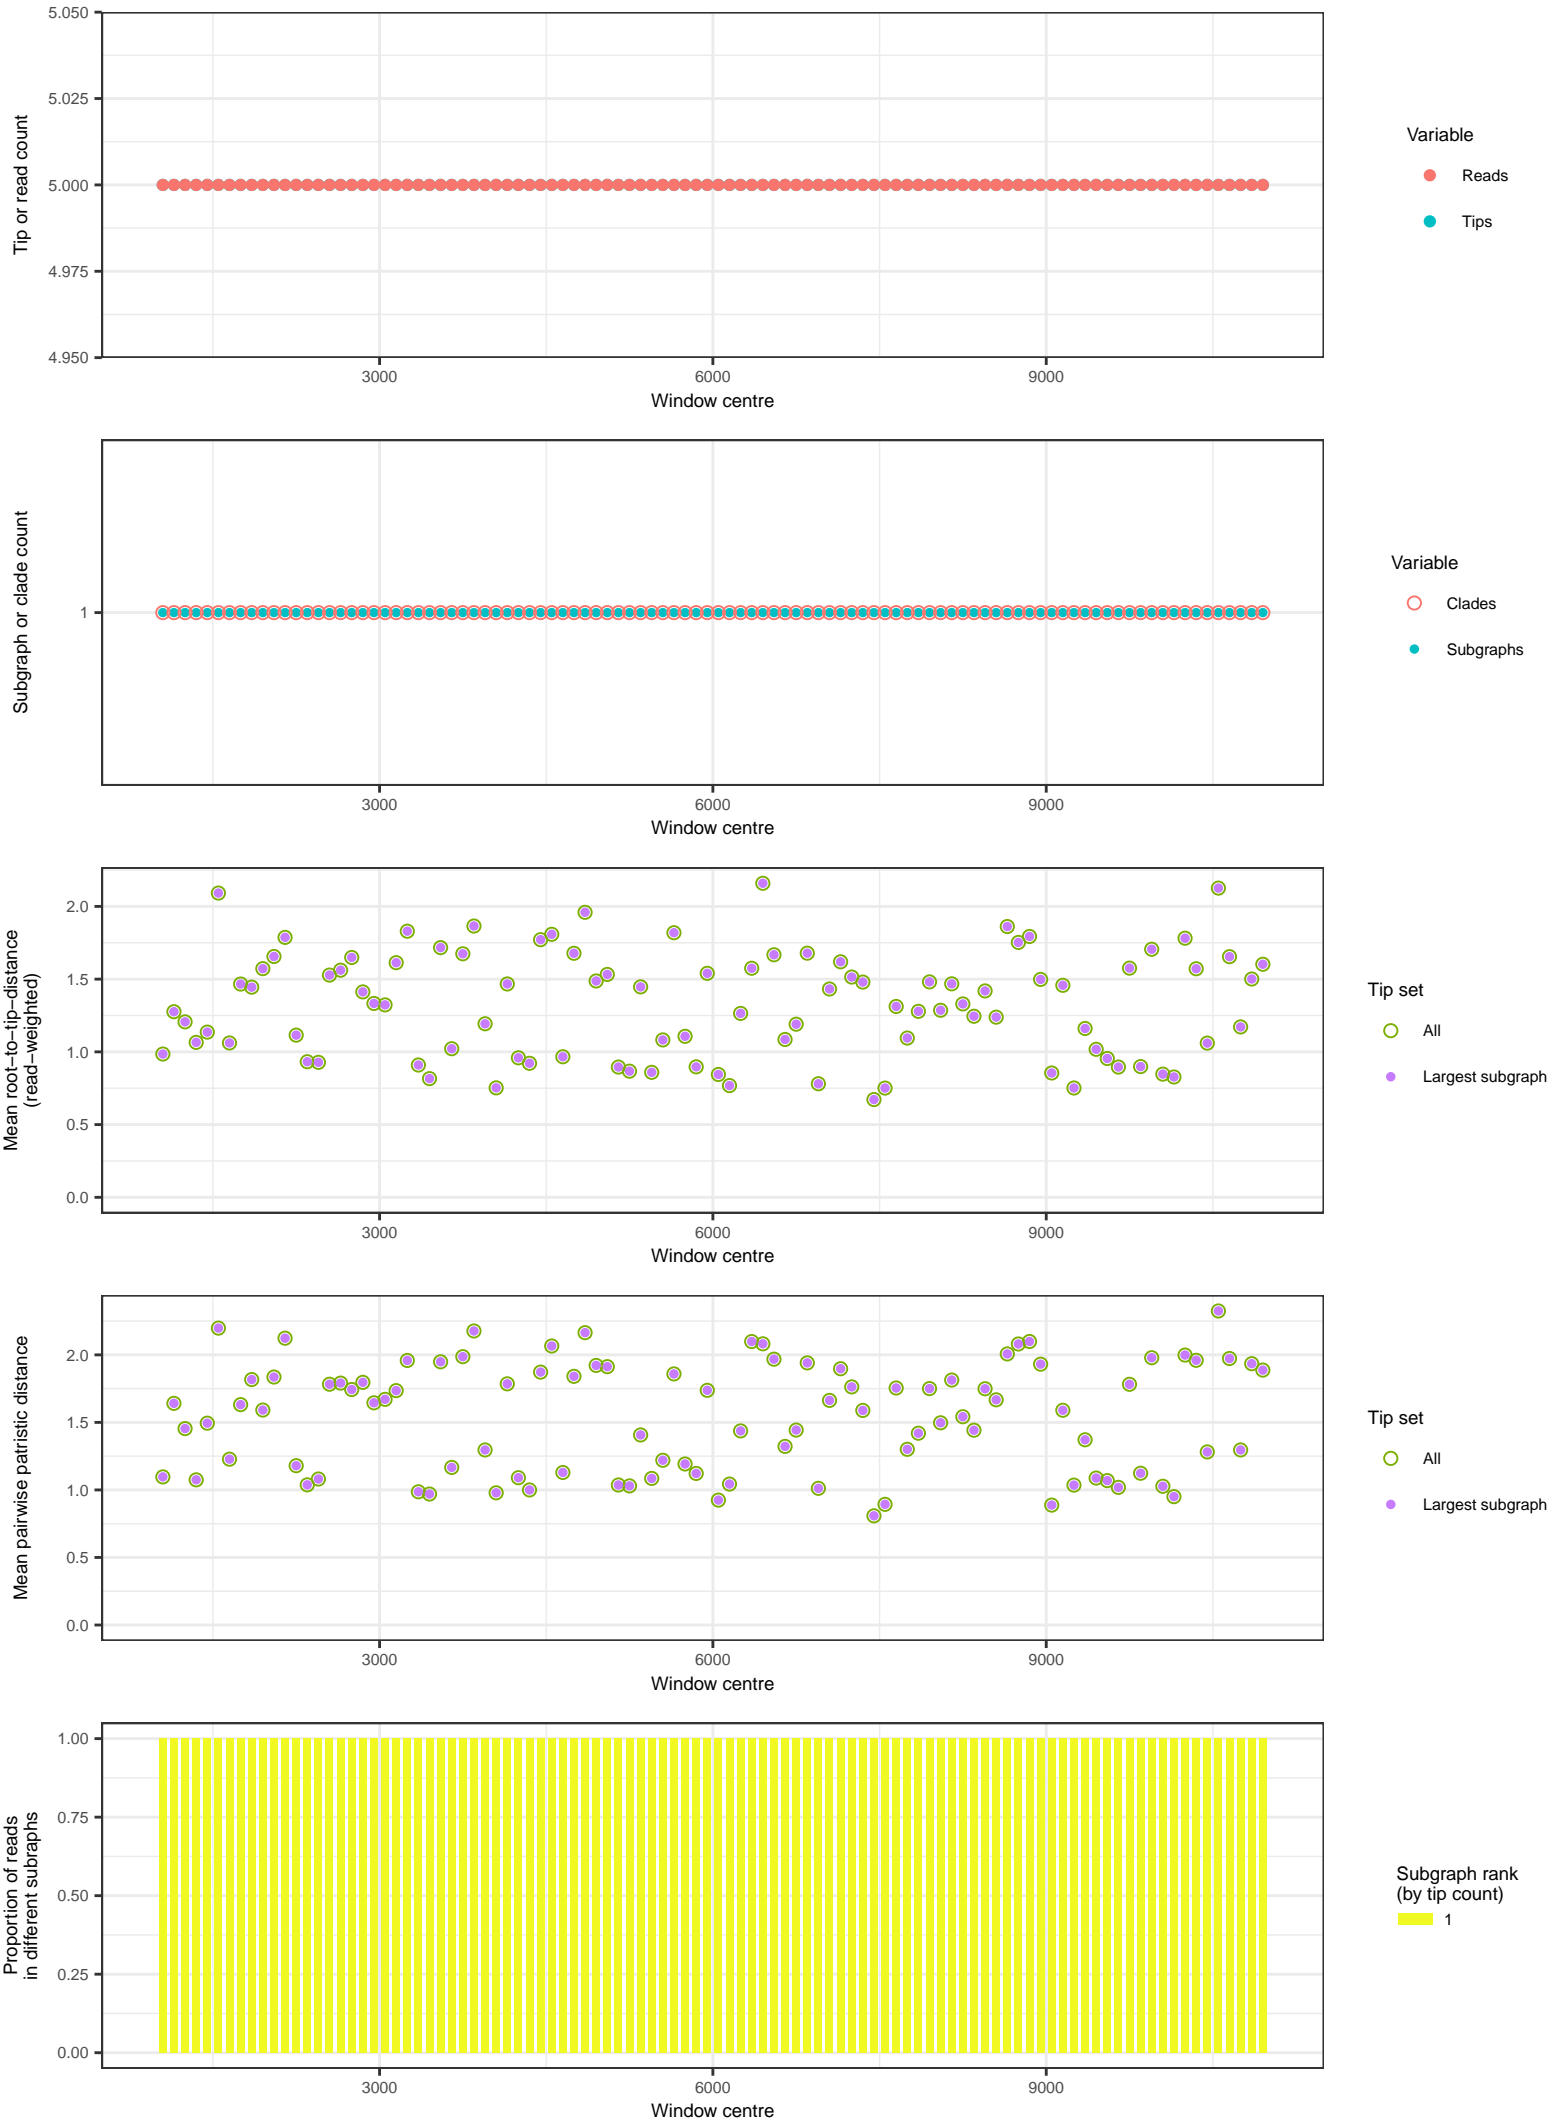 5.050
5.025
5.000
4.975
4.950
Tip or read count
3000
6000
9000
Window centre
Variable
Reads
Tips
1
Subgraph or clade count
3000
6000
9000
Window centre
Variable
Clades
Subgraphs
2.0
1.5
1.0
0.5
0.0
Mean root−to−tip−distance
(read−weighted)
3000
6000
9000
Window centre
Tip set
All
Largest subgraph
2.0
1.5
1.0
0.5
0.0
Mean pairwise patristic distance
3000
6000
9000
Window centre
Tip set
All
Largest subgraph
1.00
0.75
0.50
0.25
0.00
Proportion of reads
in different subraphs
3000
6000
9000
Window centre
Subgraph rank
(by tip count)
1